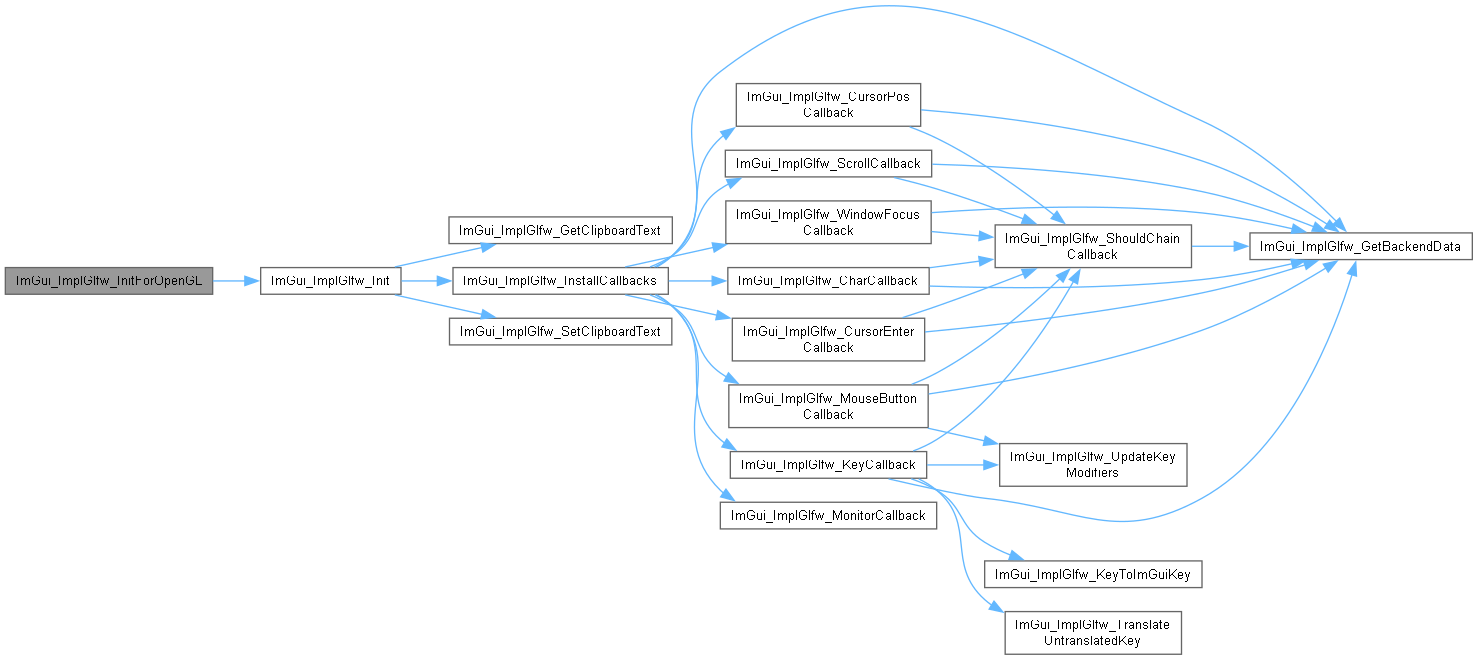 ImGui_ImplGlfw_InitForOpenGL
ImGui_ImplGlfw_Init
ImGui_ImplGlfw_GetClipboardText
ImGui_ImplGlfw_InstallCallbacks
ImGui_ImplGlfw_SetClipboardText
ImGui_ImplGlfw_CursorPos
Callback
ImGui_ImplGlfw_ScrollCallback
ImGui_ImplGlfw_WindowFocus
Callback
ImGui_ImplGlfw_CharCallback
ImGui_ImplGlfw_CursorEnter
Callback
ImGui_ImplGlfw_MouseButton
Callback
ImGui_ImplGlfw_KeyCallback
ImGui_ImplGlfw_MonitorCallback
ImGui_ImplGlfw_ShouldChain
Callback
ImGui_ImplGlfw_UpdateKey
Modifiers
ImGui_ImplGlfw_KeyToImGuiKey
ImGui_ImplGlfw_Translate
UntranslatedKey
ImGui_ImplGlfw_GetBackendData